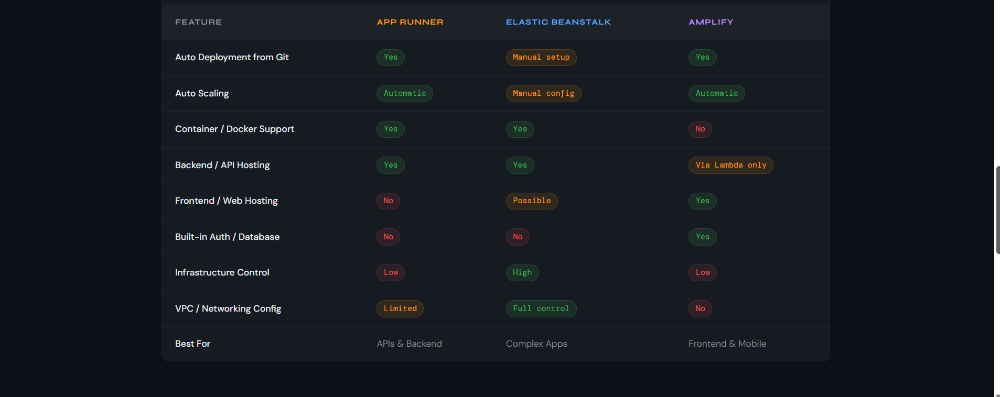 FEATURE APP RUNNER ELASTIC BEANSTALK AMPLIFY
Auto Deployment from Git Yes Manual setup Yes
Auto Scaling Automatic Manual config Automatic
Container / Docker Support Yes Yes No
Backend / API Hosting Yes Yes Via Lambda only
Frontend / Web Hosting No Possible Yes
Built-in Auth / Database No No Yes
Infrastructure Control Low High Low
VPC / Networking Config Limited Full control No
Best For APIs & Backend Complex Apps Frontend & Mobile